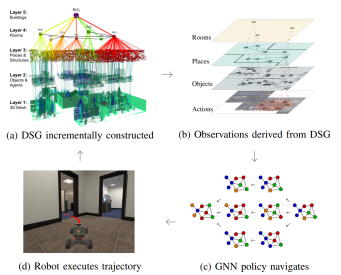 Layer 5:
Buildings
B(1)
Layer 4:
Rooms
Layer 3:
Places &
Structures
Layer 2:
Objects &
Agents
Layer 1:
3D Mesh
(a) DSG incrementally constructed
Rooms
Places
Objects
Actions
(b) Observations derived from DSG
(d) Robot executes trajectory
(c) GNN policy navigates